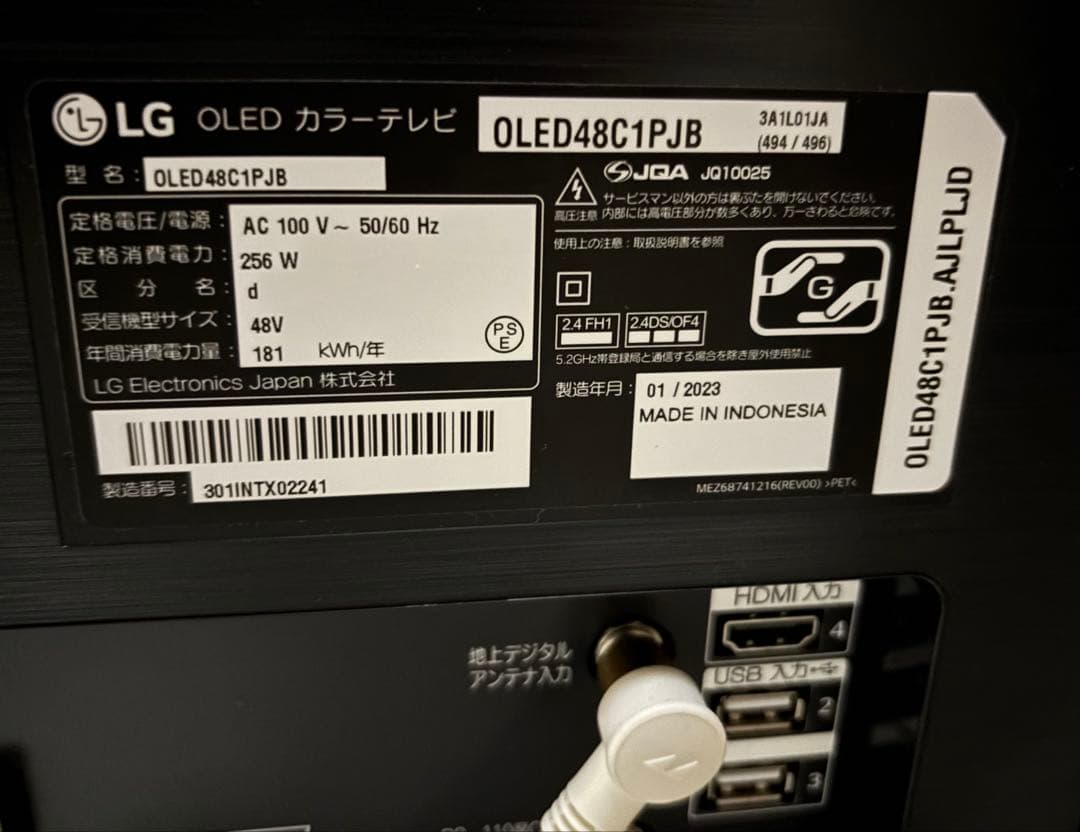 LG OLED カラーテレビ
OLED48C1PJB
3A1L01JA
(494 / 496)
型 名 : OLED48C1PJB
定格電圧/電源 : AC 100 V ~ 50/60 Hz
定格消費電力 : 256 W
区 分 名 : d
受信機型サイズ : 48V
年間消費電力量 : 181 kWh/年
PS
E
LG Electronics Japan 株式会社
製造番号 : 301INTX02241
JQA JQ10025
高圧注意
サービスマン以外の方は裏ぶたを開けないでください。
内部には高電圧部分が数多くあり、万一さわると危険です。
使用上の注意 : 取扱説明書を参照
G
2.4 FH1
2.4DS/OF4
5.2GHz帯登録局と通信する場合を除き屋外使用禁止
製造年月 : 01 / 2023
MADE IN INDONESIA
MEZ68741216(REV00) >PET<
OLED48C1PJB.AJLPLJD
地上デジタル
アンテナ入力
HDMI 入力
4
USB 入力
2
3